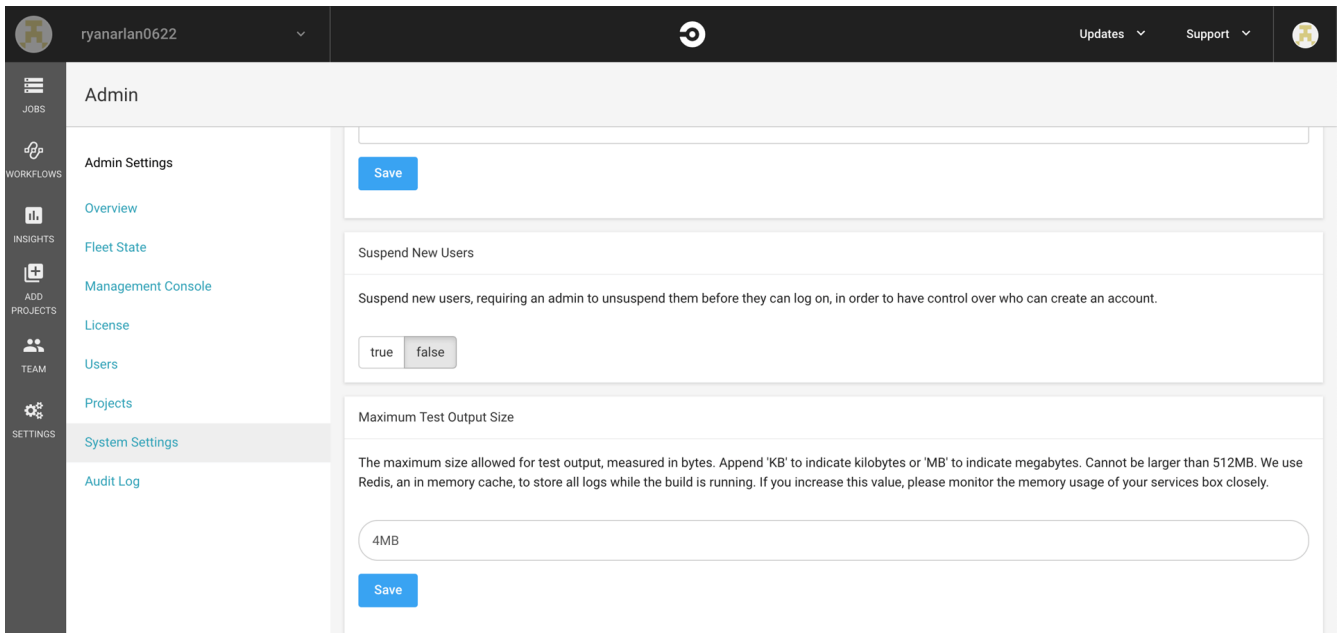 ryanarlan0622
Updates
Support
JOBS
WORKFLOWS
INSIGHTS
ADD
PROJECTS
TEAM
SETTINGS
Admin
Admin Settings
Overview
Fleet State
Management Console
License
Users
Projects
System Settings
Audit Log
Save
Suspend New Users
Suspend new users, requiring an admin to unsuspend them before they can log on, in order to have control over who can create an account.
true false
Maximum Test Output Size
The maximum size allowed for test output, measured in bytes. Append 'KB' to indicate kilobytes or 'MB' to indicate megabytes. Cannot be larger than 512MB. We use
Redis, an in memory cache, to store all logs while the build is running. If you increase this value, please monitor the memory usage of your services box closely.
4MB
Save